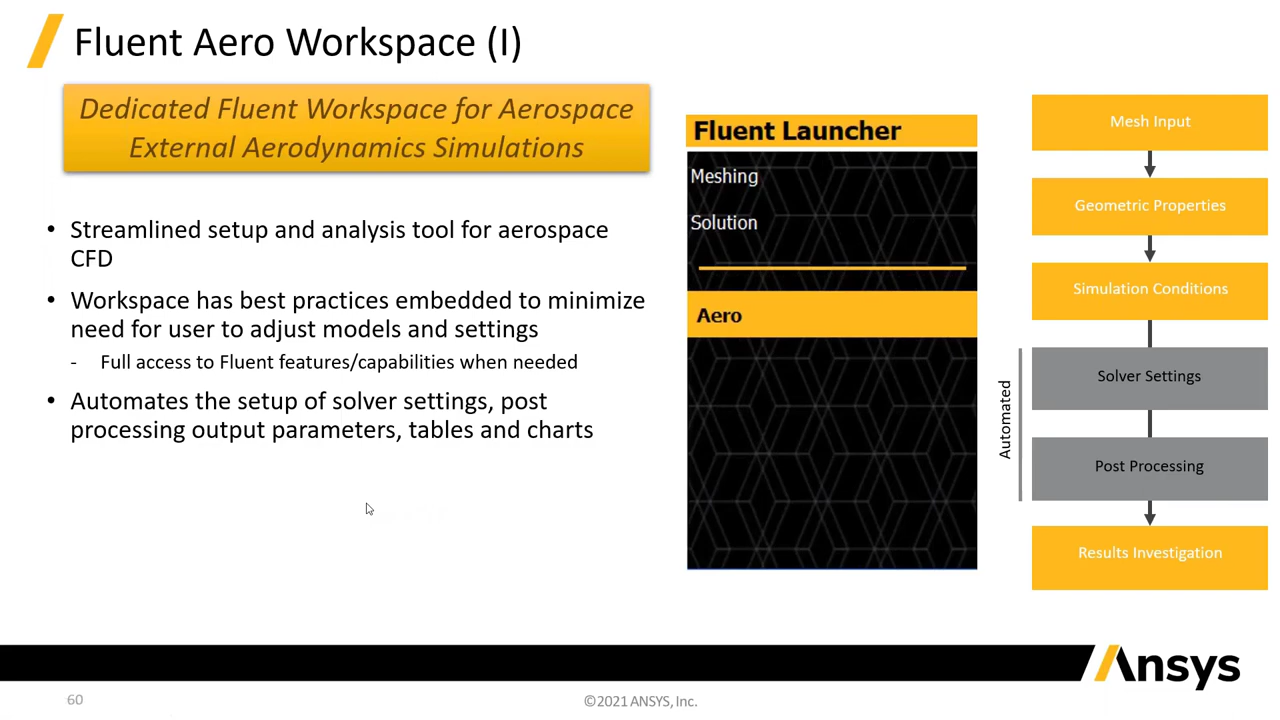 Fluent Aero Workspace (I)
Dedicated Fluent Workspace for Aerospace
External Aerodynamics Simulations
• Streamlined setup and analysis tool for aerospace
CFD
• Workspace has best practices embedded to minimize
need for user to adjust models and settings
- Full access to Fluent features/capabilities when needed
• Automates the setup of solver settings, post
processing output parameters, tables and charts
Fluent Launcher
Meshing
Solution
Aero
Mesh Input
Geometric Properties
Simulation Conditions
Automated
Solver Settings
Post Processing
Results Investigation
Ansys
60
©2021 ANSYS, Inc.